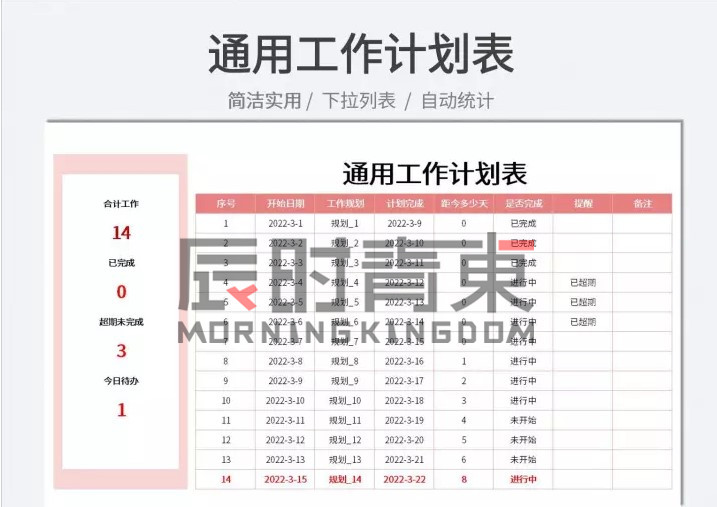 通用工作计划表
简洁实用 / 下拉列表 / 自动统计
通用工作计划表
合计工作
14
已完成
0
超期未完成
3
今日待办
1
序号 开始日期 工作规划 计划完成 距今多少天 是否完成 提醒 备注
1 2022-3-1 规划_1 2022-3-9 0 已完成
2 2022-3-2 规划_2 2022-3-10 0 已完成
3 2022-3-3 规划_3 2022-3-11 0 已完成
4 2022-3-4 规划_4 2022-3-12 0 进行中 已超期
5 2022-3-5 规划_5 2022-3-13 0 进行中 已超期
6 2022-3-6 规划_6 2022-3-14 0 进行中 已超期
7 2022-3-7 规划_7 2022-3-15 0 进行中
8 2022-3-8 规划_8 2022-3-16 1 进行中
9 2022-3-9 规划_9 2022-3-17 2 进行中
10 2022-3-10 规划_10 2022-3-18 3 进行中
11 2022-3-11 规划_11 2022-3-19 4 未开始
12 2022-3-12 规划_12 2022-3-20 5 未开始
13 2022-3-13 规划_13 2022-3-21 6 未开始
14 2022-3-15 规划_14 2022-3-22 8 进行中
辰时青東
MORNINGKINGDOM